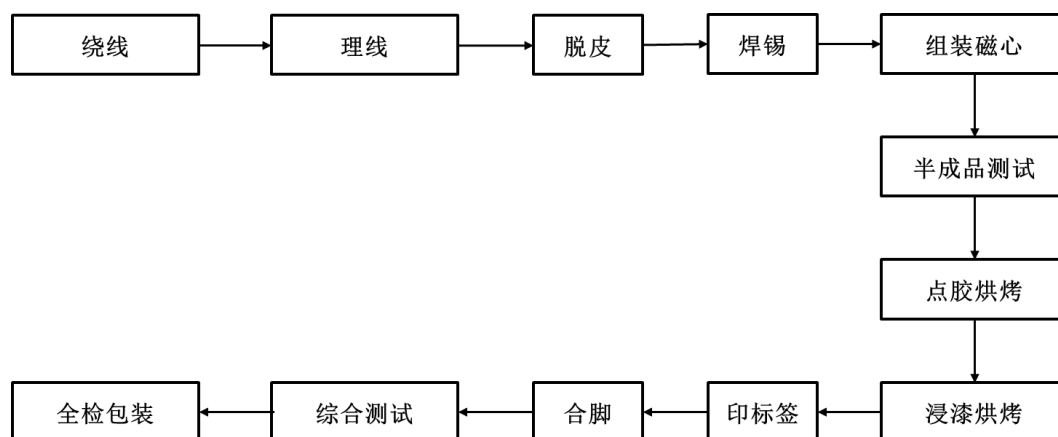 绕线
理线
脱皮
焊锡
组装磁心
半成品测试
点胶烘烤
浸漆烘烤
印标签
合脚
综合测试
全检包装